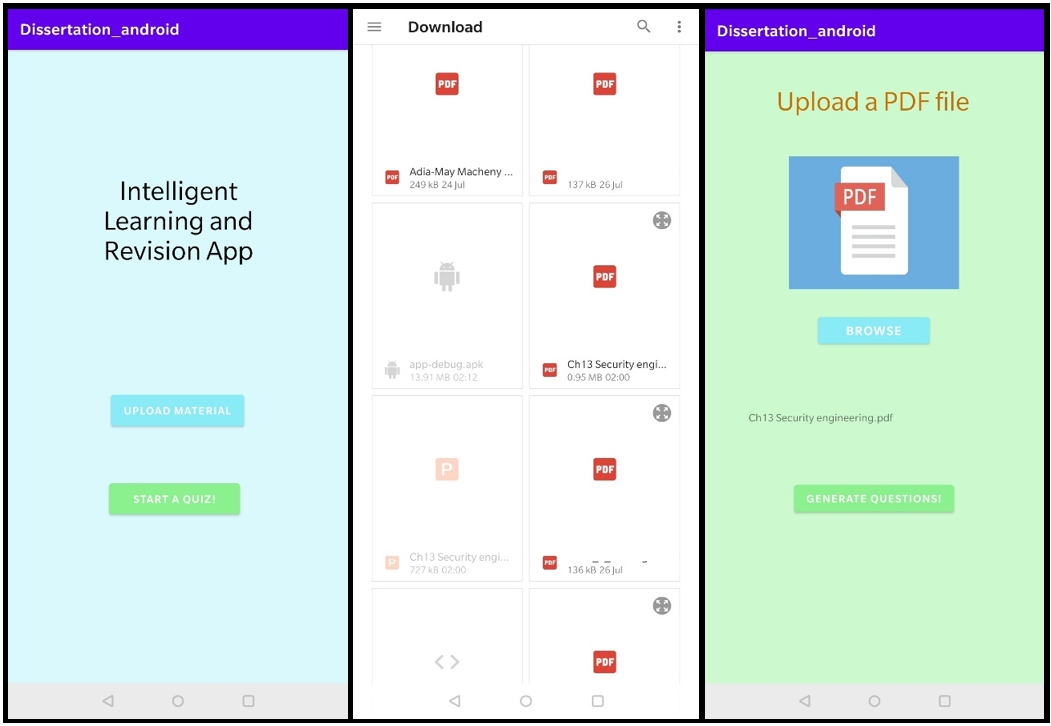 Dissertation_android
Intelligent
Learning and
Revision App
UPLOAD MATERIAL
START A QUIZ!
Download
PDF
PDF
PDF
Adia-May Macheny ...
249 kB 24 Jul
PDF
137 kB 26 Jul
PDF
app-debug.apk
13.91 MB 02:12
PDF
Ch13 Security engi...
0.95 MB 02:00
P
PDF
P
Ch13 Security engi...
727 kB 02:00
PDF
136 kB 26 Jul
PDF
Dissertation_android
Upload a PDF file
PDF
BROWSE
Ch13 Security engineering.pdf
GENERATE QUESTIONS!